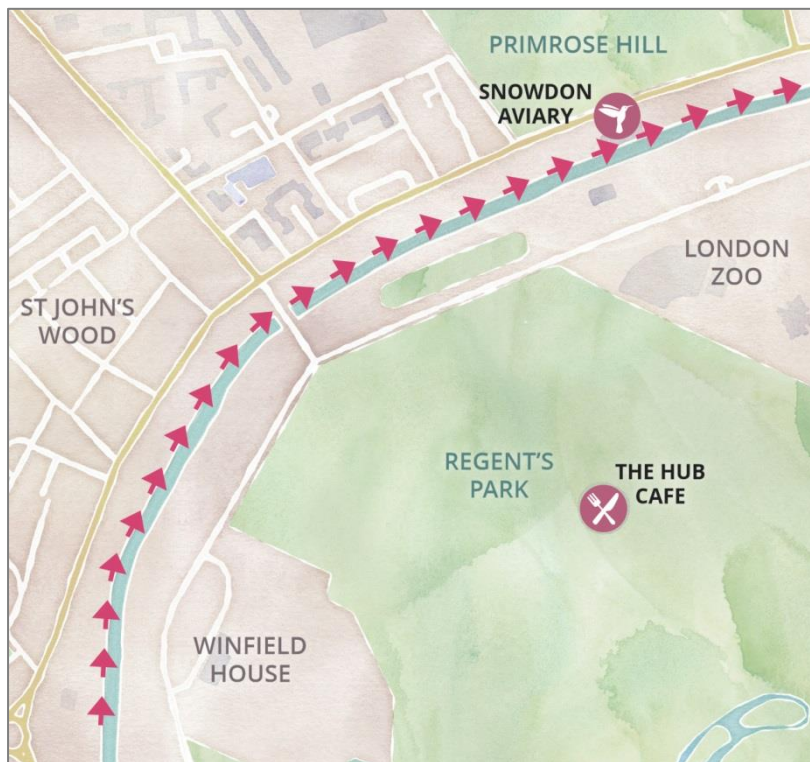 PRIMROSE HILL
SNOWDON
AVIARY
LONDON
ZOO
ST JOHN'S
WOOD
REGENT'S
PARK
THE HUB
CAFE
WINFIELD
HOUSE